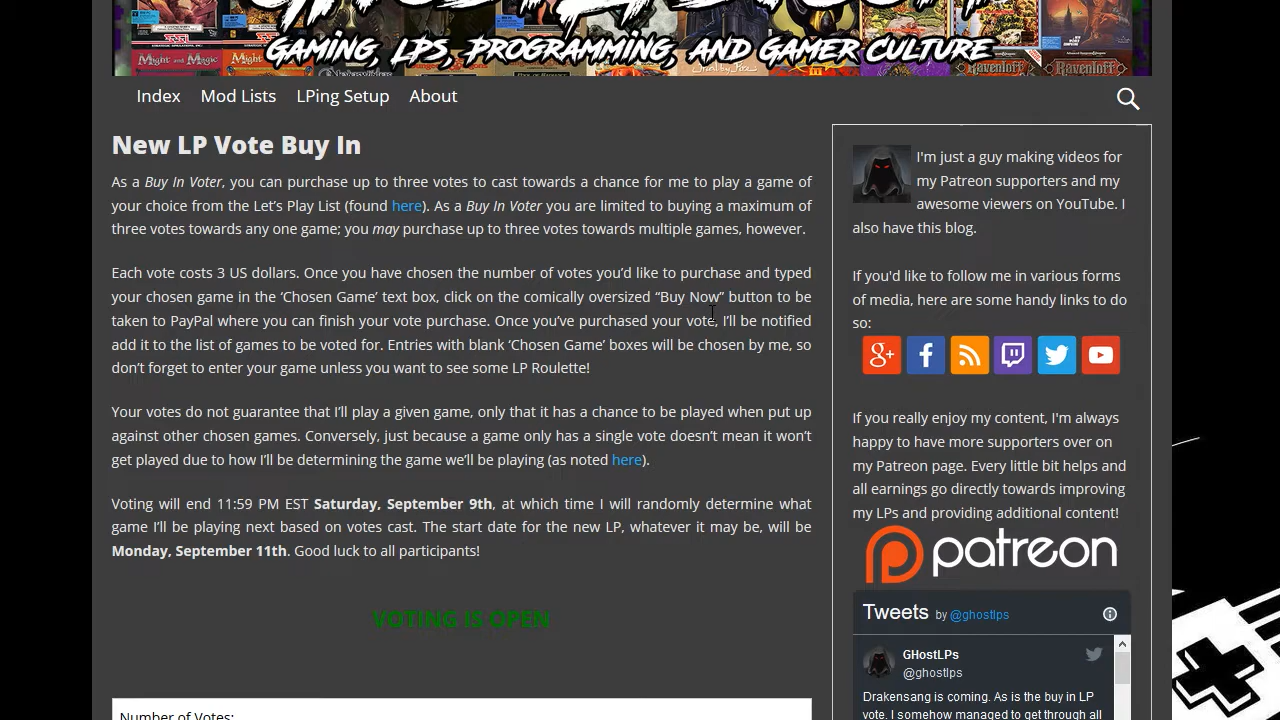 GAMING, LPS, PROGRAMMING, AND GAMER CULTURE
Might and Magic
Might and Magic
Ravenloft
Ravenloft
Index Mod Lists LPing Setup About
New LP Vote Buy In
As a Buy In Voter, you can purchase up to three votes to cast towards a chance for me to play a game of
your choice from the Let's Play List (found here). As a Buy In Voter you are limited to buying a maximum of
three votes towards any one game; you may purchase up to three votes towards multiple games, however.
Each vote costs 3 US dollars. Once you have chosen the number of votes you'd like to purchase and typed
your chosen game in the ‘Chosen Game’ text box, click on the comically oversized “Buy Now” button to be
taken to PayPal where you can finish your vote purchase. Once you've purchased your vote, I'll be notified
add it to the list of games to be voted for. Entries with blank ‘Chosen Game’ boxes will be chosen by me, so
don't forget to enter your game unless you want to see some LP Roulette!
Your votes do not guarantee that I'll play a given game, only that it has a chance to be played when put up
against other chosen games. Conversely, just because a game only has a single vote doesn't mean it won't
get played due to how I'll be determining the game we'll be playing (as noted here).
Voting will end 11:59 PM EST Saturday, September 9th, at which time I will randomly determine what
game I'll be playing next based on votes cast. The start date for the new LP, whatever it may be, will be
Monday, September 11th. Good luck to all participants!
VOTING IS OPEN
Number of Votes:
I'm just a guy making videos for
my Patreon supporters and my
awesome viewers on YouTube. I
also have this blog.
If you'd like to follow me in various forms
of media, here are some handy links to do
so:
If you really enjoy my content, I'm always
happy to have more supporters over on
my Patreon page. Every little bit helps and
all earnings go directly towards improving
my LPs and providing additional content!
patreon
Tweets by @ghostlps
GHostLPs
@ghostlps
Drakensang is coming. As is the buy in LP
vote. I somehow managed to get through all